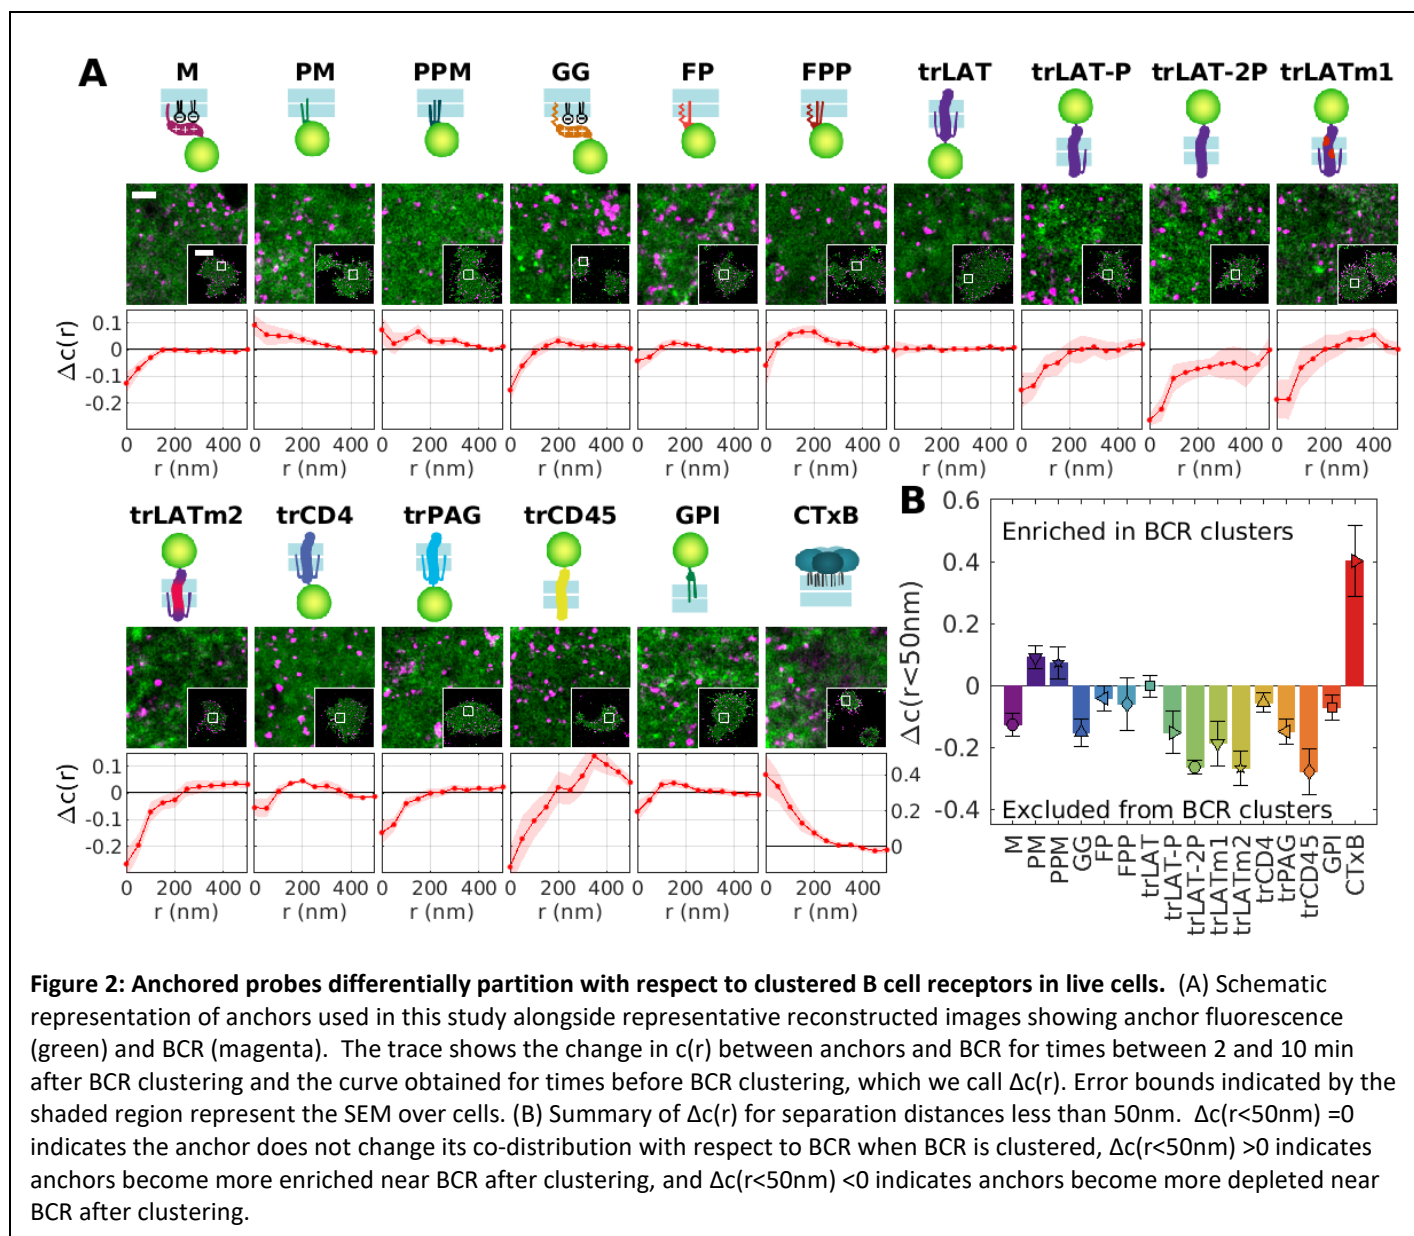 A
M PM PPM GG FP FPP trLAT trLAT-P trLAT-2P trLATm1
Δc(r)
0.1
0
-0.1
-0.2
0 200 400 0 200 400 0 200 400 0 200 400 0 200 400 0 200 400 0 200 400 0 200 400 0 200 400 0 200 400
r (nm) r (nm) r (nm) r (nm) r (nm) r (nm) r (nm) r (nm) r (nm) r (nm)
trLATm2 trCD4 trPAG trCD45 GPI CTxB
Δc(r)
0.1
0
-0.1
-0.2
0.4
0.2
0
0 200 400 0 200 400 0 200 400 0 200 400 0 200 400 0 200 400
r (nm) r (nm) r (nm) r (nm) r (nm) r (nm)
B
Δc(r<50nm)
0.6
0.4
0.2
0
-0.2
-0.4
Enriched in BCR clusters
Excluded from BCR clusters
M PM PPM GG FP FPP trLAT trLAT-P trLAT-2P trLATm1 trLATm2 trCD4 trPAG trCD45 GPI CTxB
Figure 2: Anchored probes differentially partition with respect to clustered B cell receptors in live cells. (A) Schematic
representation of anchors used in this study alongside representative reconstructed images showing anchor fluorescence
(green) and BCR (magenta). The trace shows the change in c(r) between anchors and BCR for times between 2 and 10 min
after BCR clustering and the curve obtained for times before BCR clustering, which we call Δc(r). Error bounds indicated by the
shaded region represent the SEM over cells. (B) Summary of Δc(r) for separation distances less than 50nm. Δc(r<50nm) =0
indicates the anchor does not change its co-distribution with respect to BCR when BCR is clustered, Δc(r<50nm) >0 indicates
anchors become more enriched near BCR after clustering, and Δc(r<50nm) <0 indicates anchors become more depleted near
BCR after clustering.